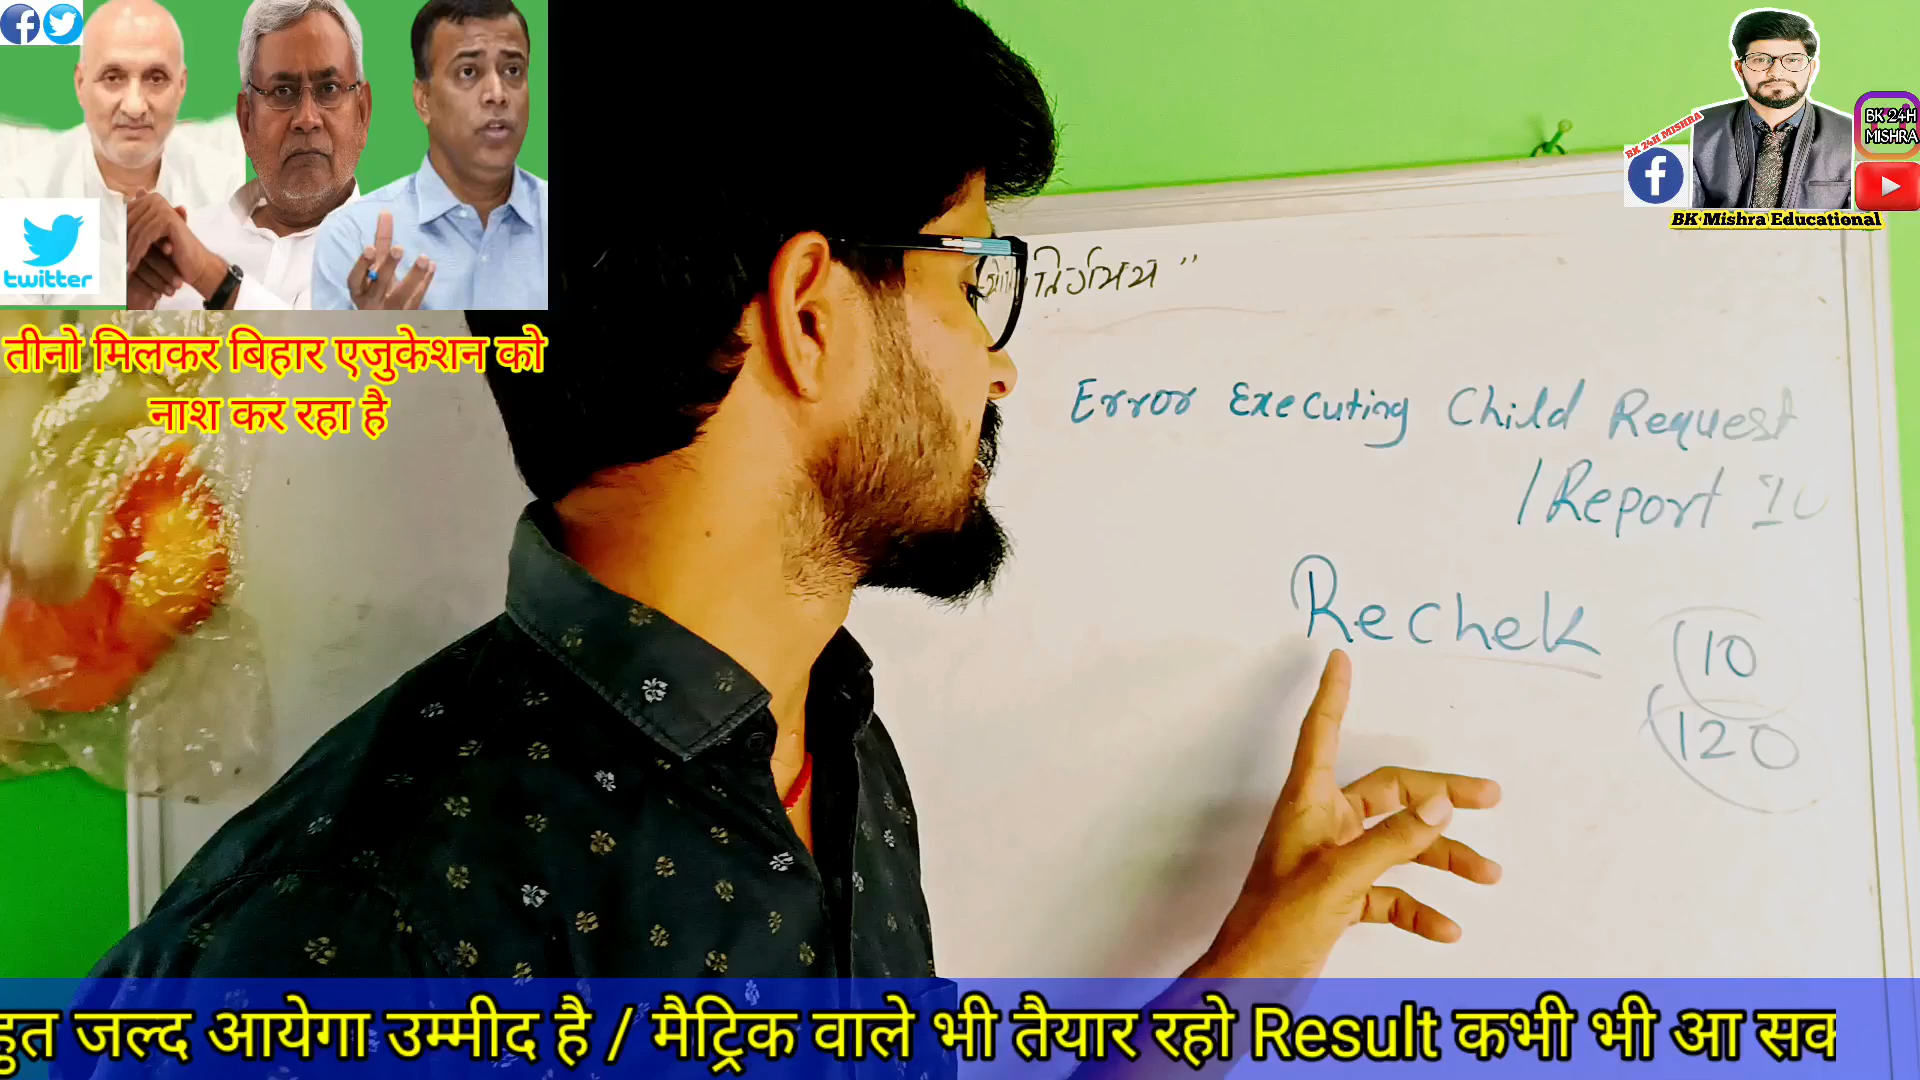 twitter
तीनो मिलकर बिहार एजुकेशन को
नाश कर रहा है
BK 24H MISHRA
BK 24H
MISHRA
BK Mishra Educational
Error Executing Child Request
/Report
Rechek
10
120
जल्द आयेगा उम्मीद है / मैट्रिक वाले भी तैयार रहो Result कभी भी आ